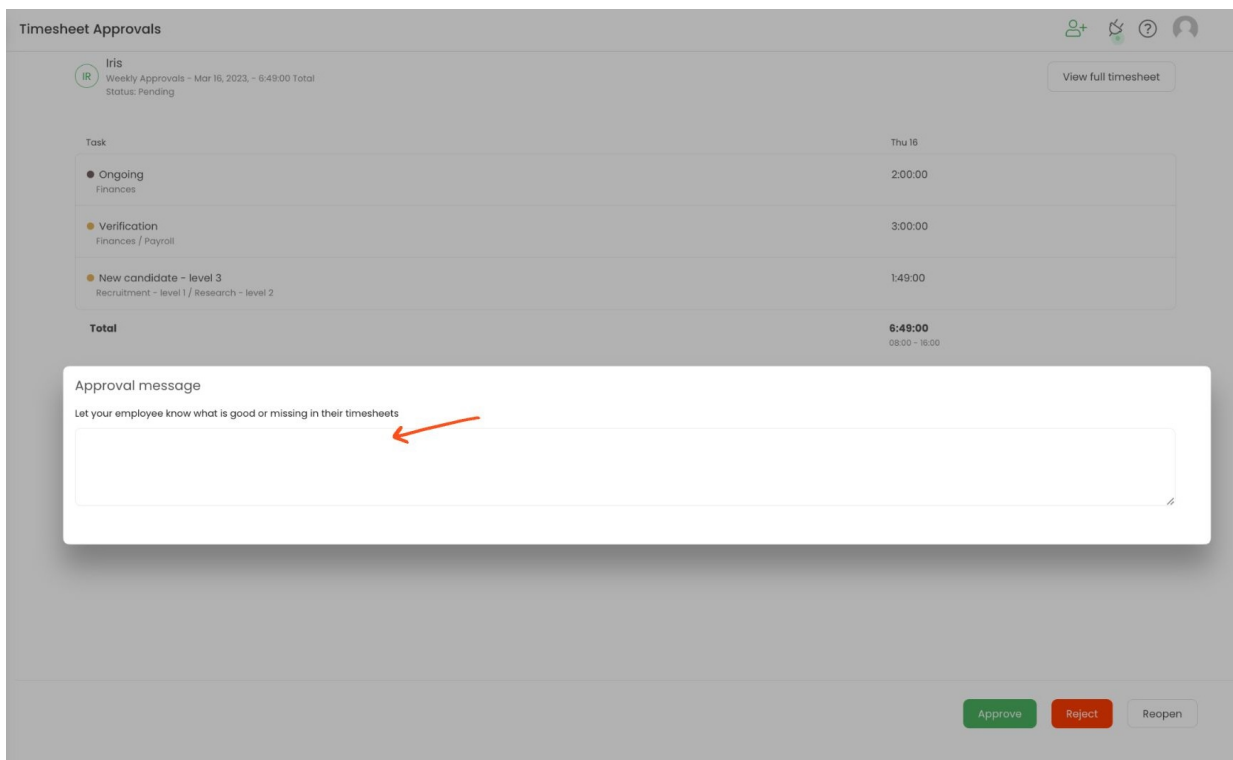 Timesheet Approvals
IR
Iris
Weekly Approvals - Mar 16, 2023, - 6:49:00 Total
Status: Pending
View full timesheet
Task Thu 16
Ongoing 2:00:00
Finances
Verification 3:00:00
Finances / Payroll
New candidate - level 3 1:49:00
Recruitment - level 1 / Research - level 2
Total 6:49:00
08:00 - 16:00
Approval message
Let your employee know what is good or missing in their timesheets
Approve Reject Reopen